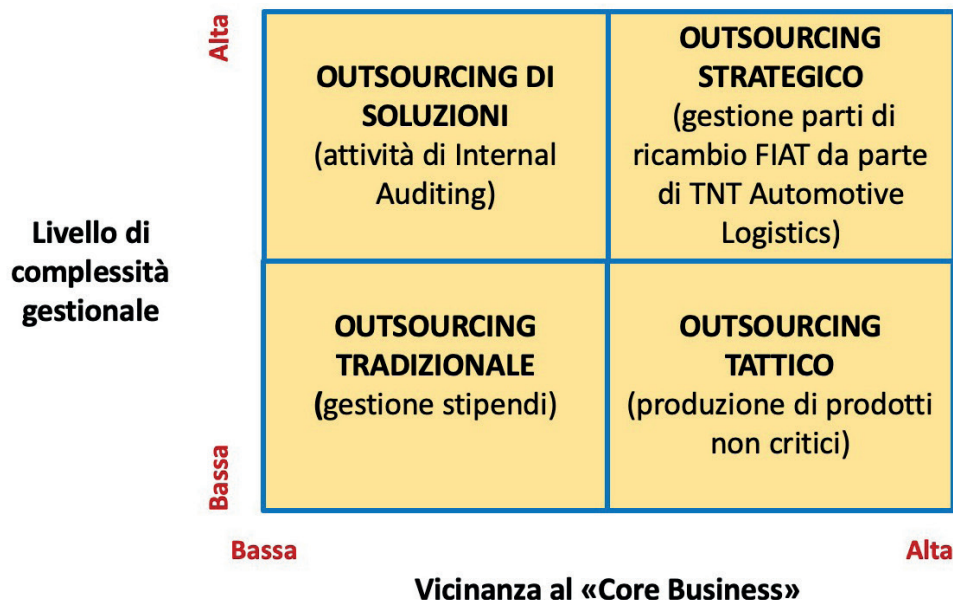 Alta
OUTSOURCING DI
SOLUZIONI
(attività di Internal
Auditing)
OUTSOURCING
STRATEGICO
(gestione parti di
ricambio FIAT da parte
di TNT Automotive
Logistics)
Livello di
complessità
gestionale
OUTSOURCING
TRADIZIONALE
(gestione stipendi)
OUTSOURCING
TATTICO
(produzione di prodotti
non critici)
Bassa
Bassa
Alta
Vicinanza al «Core Business»